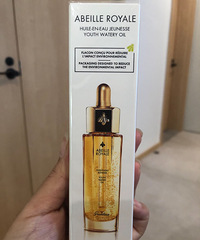 ABEILLE ROYALE
HUILE-EN-EAU JEUNESSE
YOUTH WATERY OIL
FLACON CONÇU POUR RÉDUIRE
L'IMPACT ENVIRONNEMENTAL
PACKAGING DESIGNED TO REDUCE
THE ENVIRONMENTAL IMPACT
ABEILLE
ROYALE
Guerlain